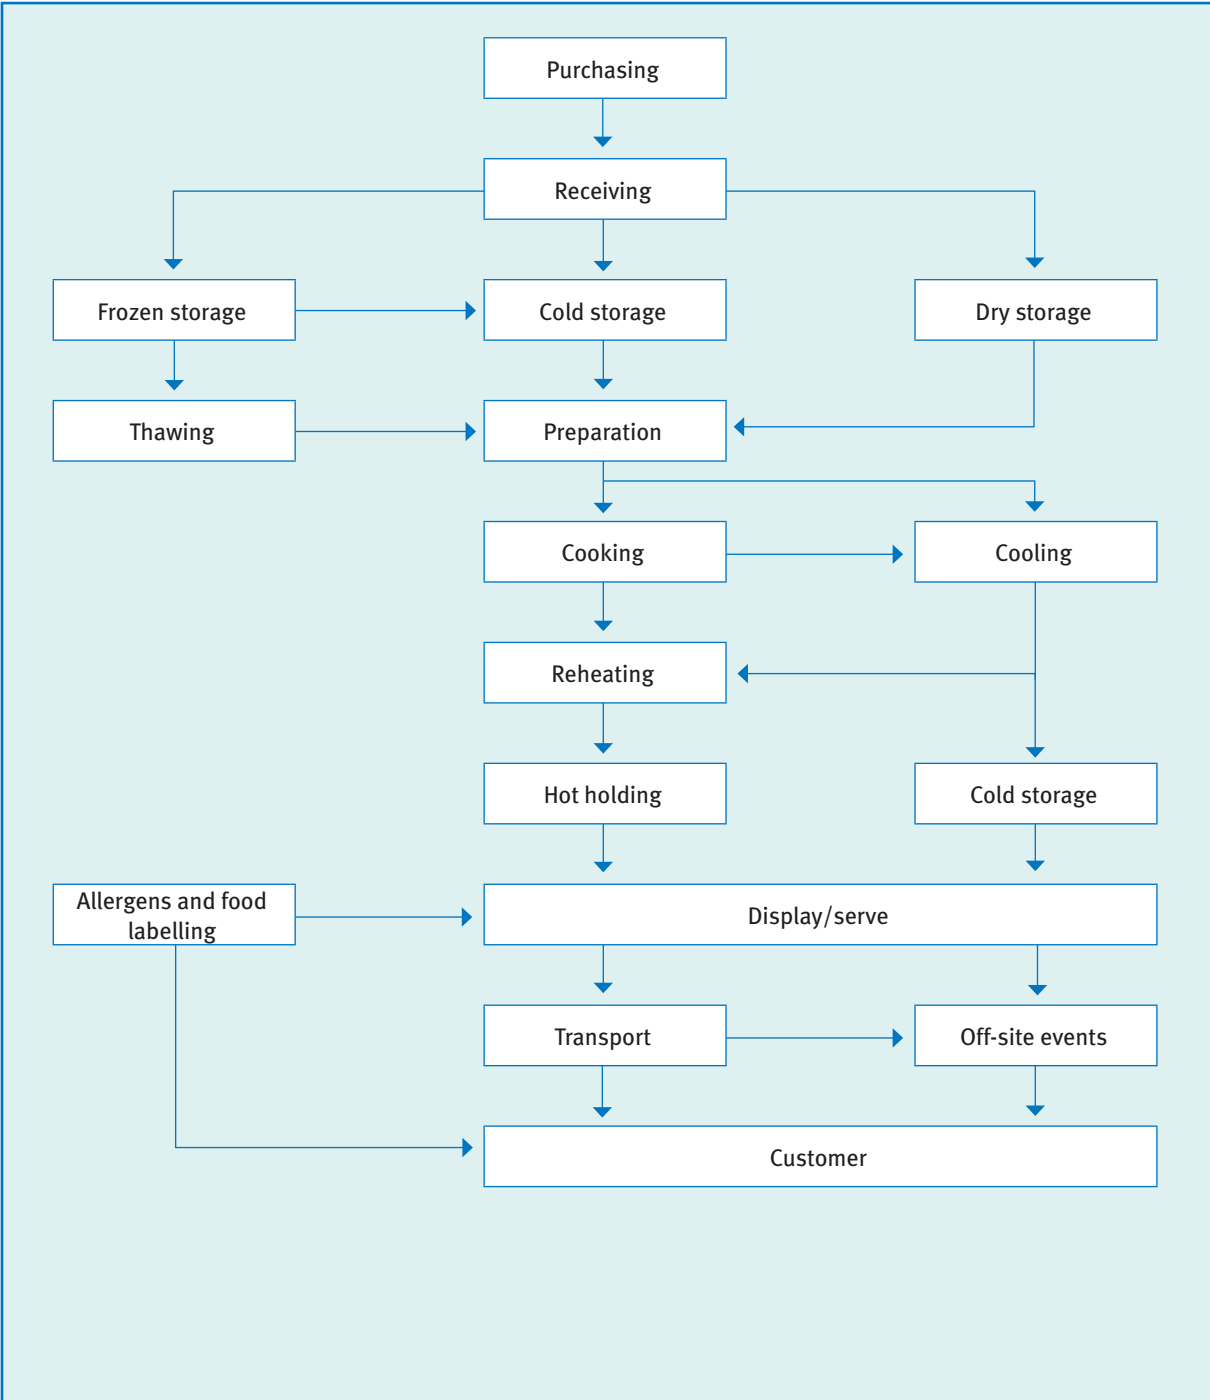 Purchasing
Receiving
Frozen storage
Cold storage
Dry storage
Thawing
Preparation
Cooking
Cooling
Reheating
Hot holding
Cold storage
Allergens and food
labelling
Display/serve
Transport
Off-site events
Customer